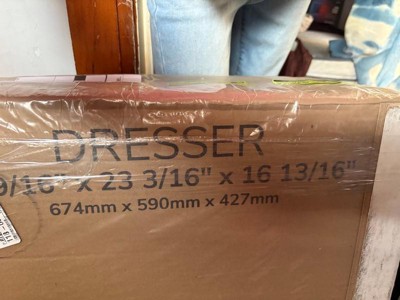 DRESSER
9/16" x 23 3/16" x 16 13/16"
674mm x 590mm x 427mm